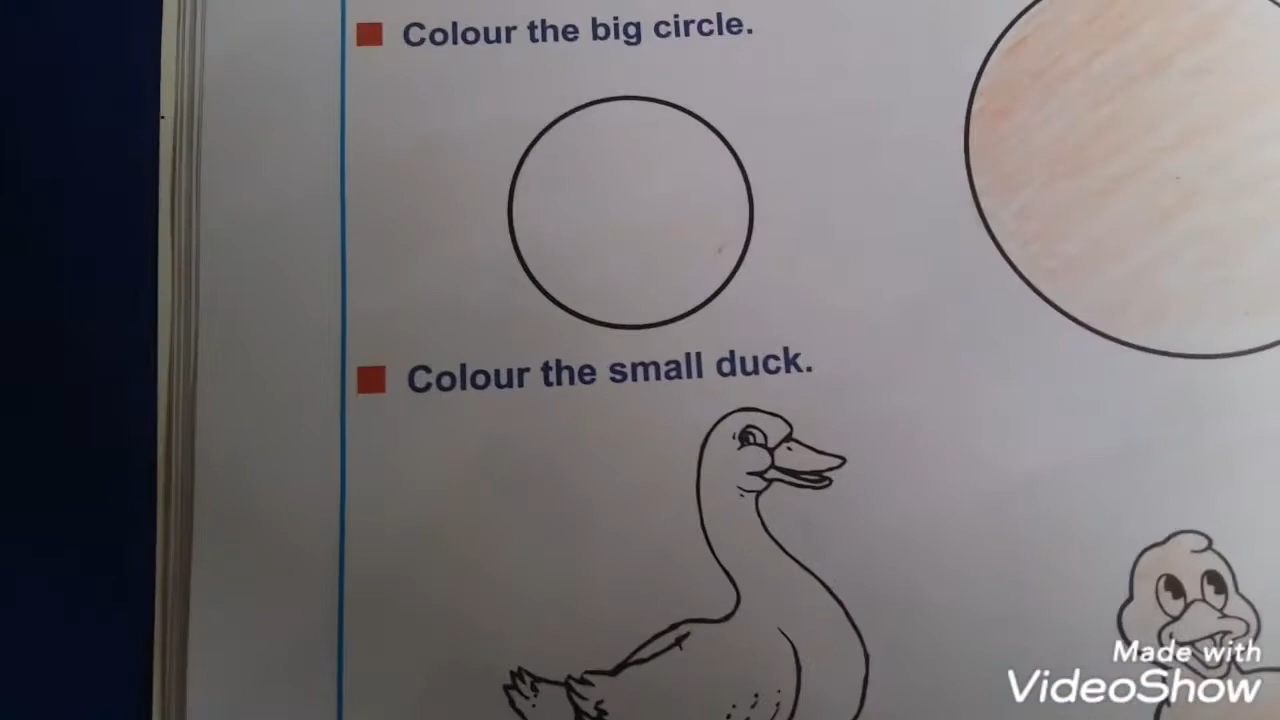 Colour the big circle.
Colour the small duck.
Made with
VideoShow